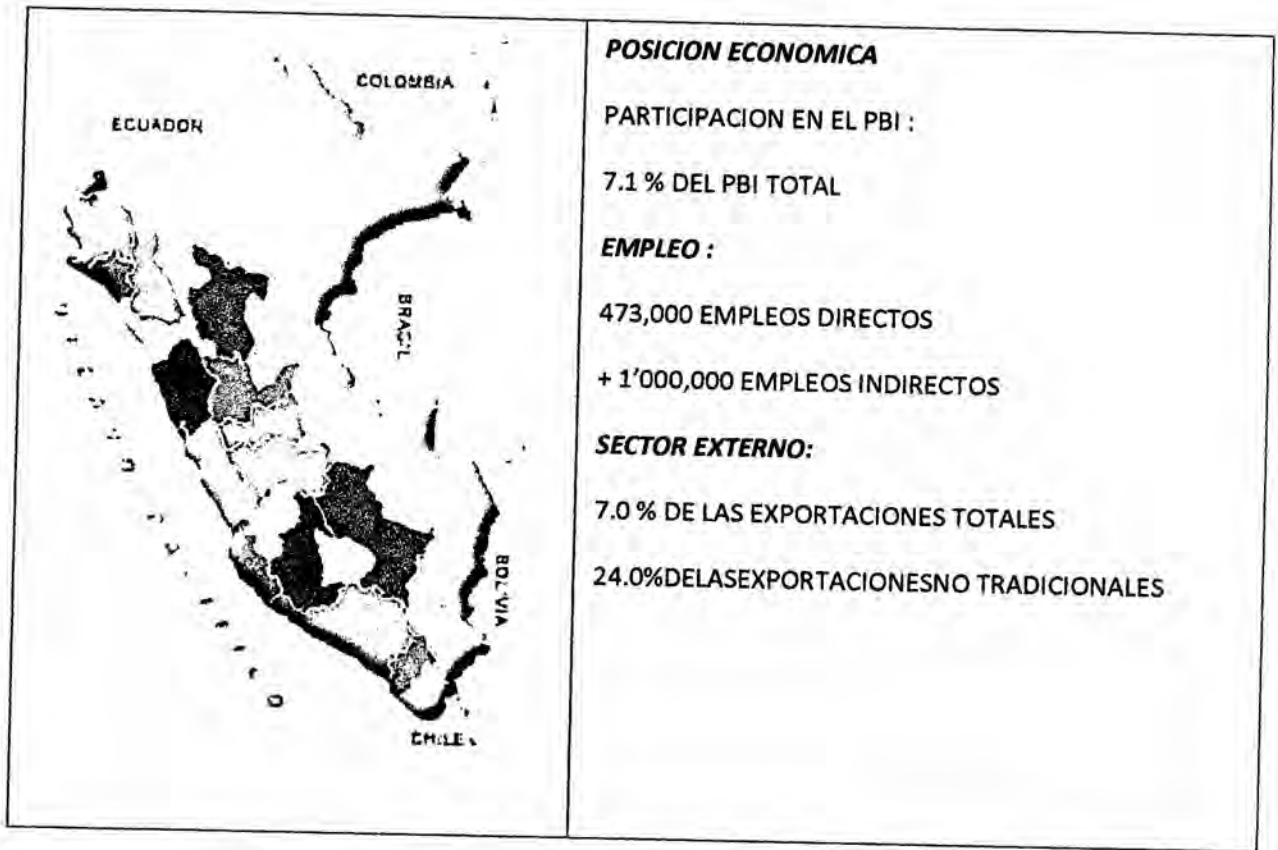 COLOMBIA
ECUADOR
BRASIL
BOLIVIA
CHILE
POSICION ECONOMICA
PARTICIPACION EN EL PBI :
7.1 % DEL PBI TOTAL
EMPLEO :
473,000 EMPLEOS DIRECTOS
+ 1'000,000 EMPLEOS INDIRECTOS
SECTOR EXTERNO:
7.0 % DE LAS EXPORTACIONES TOTALES
24.0%DELASEXPORTACIONESNO TRADICIONALES